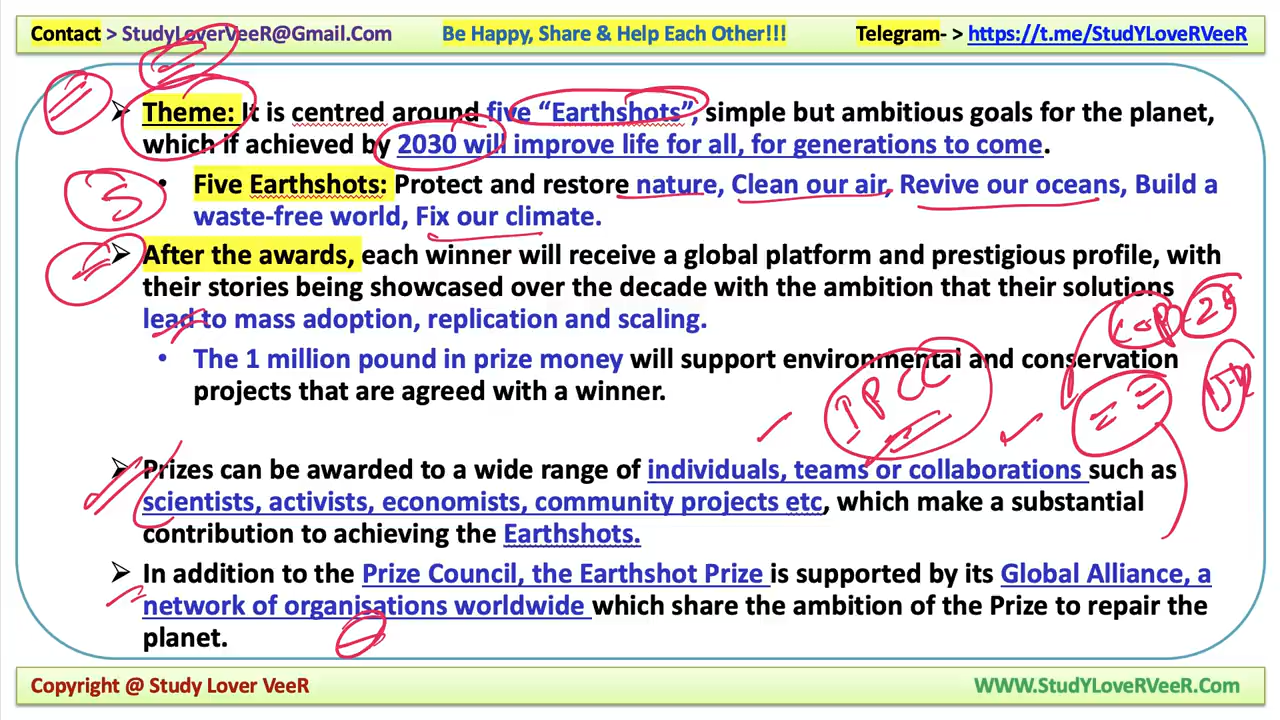 Contact > StudyLoverVeeR@Gmail.Com Be Happy, Share & Help Each Other!!! Telegram- > https://t.me/StudYLoveRVeeR
➢ Theme: It is centred around five “Earthshots”, simple but ambitious goals for the planet,
which if achieved by 2030 will improve life for all, for generations to come.
• Five Earthshots: Protect and restore nature, Clean our air, Revive our oceans, Build a
waste-free world, Fix our climate.
5
➢ After the awards, each winner will receive a global platform and prestigious profile, with
their stories being showcased over the decade with the ambition that their solutions
lead to mass adoption, replication and scaling.
COP-26
• The 1 million pound in prize money will support environmental and conservation
projects that are agreed with a winner.
IPCC
➢ Prizes can be awarded to a wide range of individuals, teams or collaborations such as
scientists, activists, economists, community projects etc, which make a substantial
contribution to achieving the Earthshots.
➢ In addition to the Prize Council, the Earthshot Prize is supported by its Global Alliance, a
network of organisations worldwide which share the ambition of the Prize to repair the
planet.
Copyright @ Study Lover VeeR WWW.StudYLoveRVeeR.Com